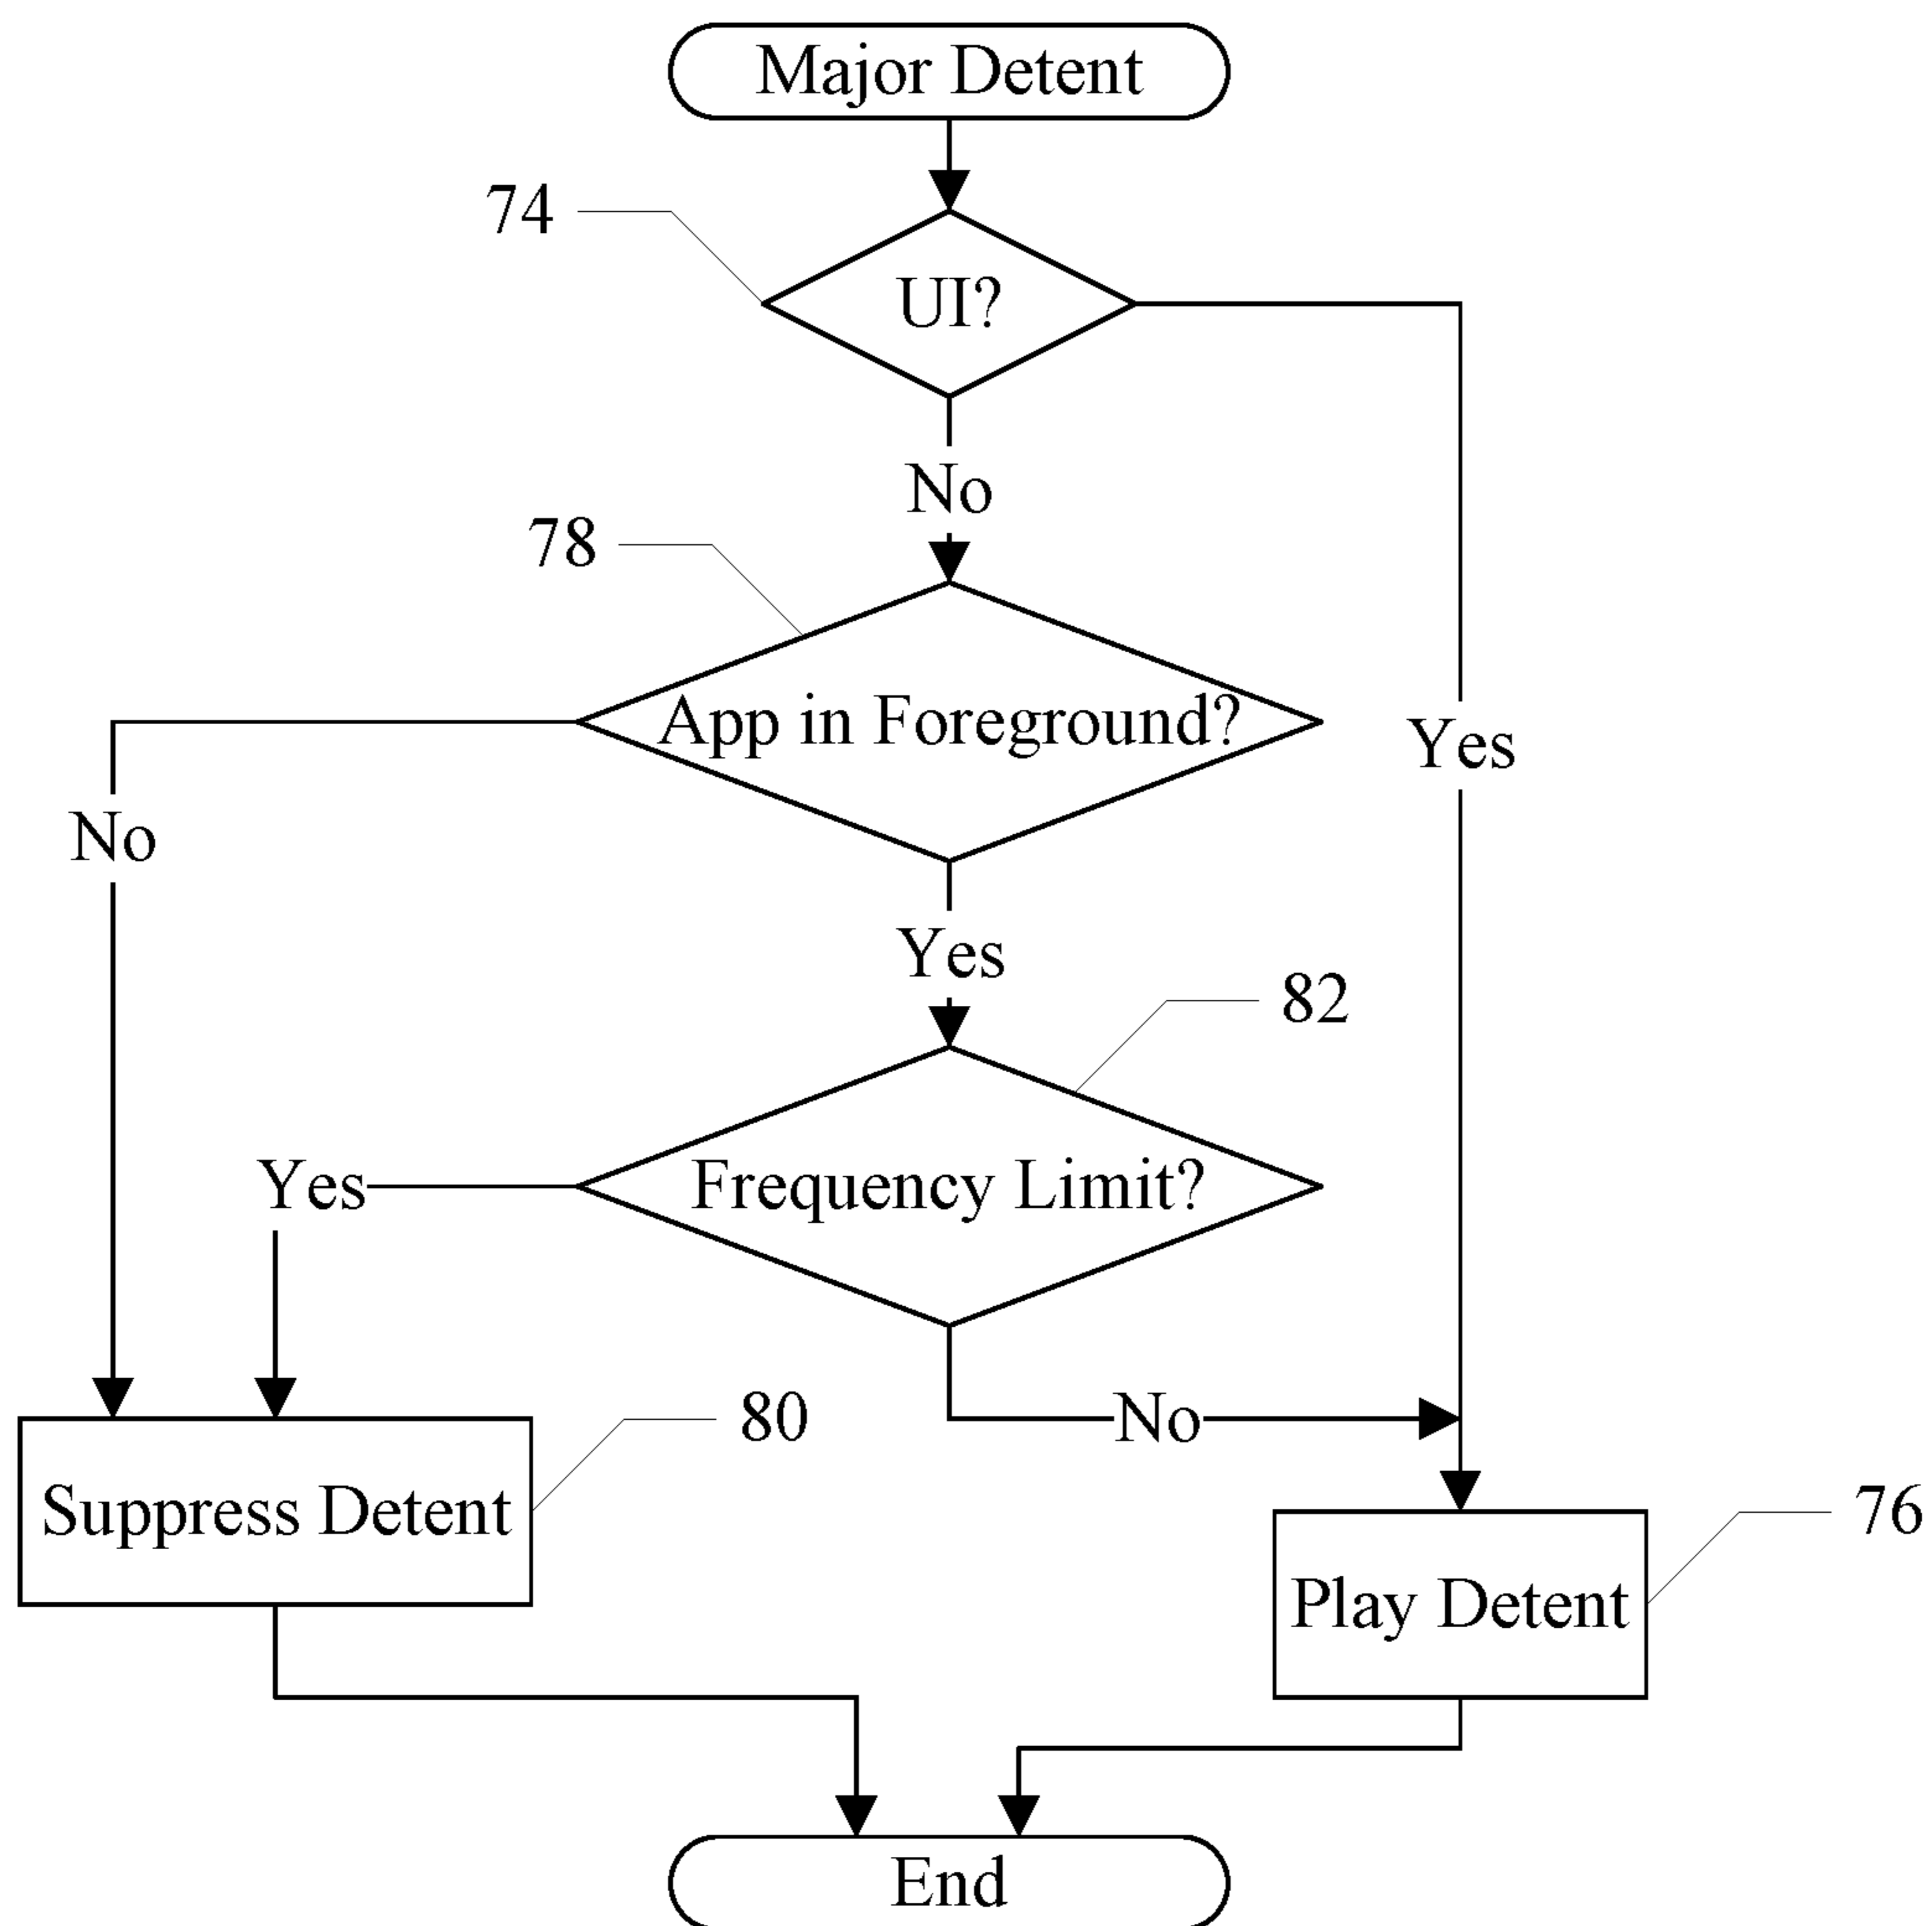 Major Detent
74
UI?
No
78
App in Foreground?
Yes
No
Yes
82
Yes
Frequency Limit?
80
No
Suppress Detent
76
Play Detent
End